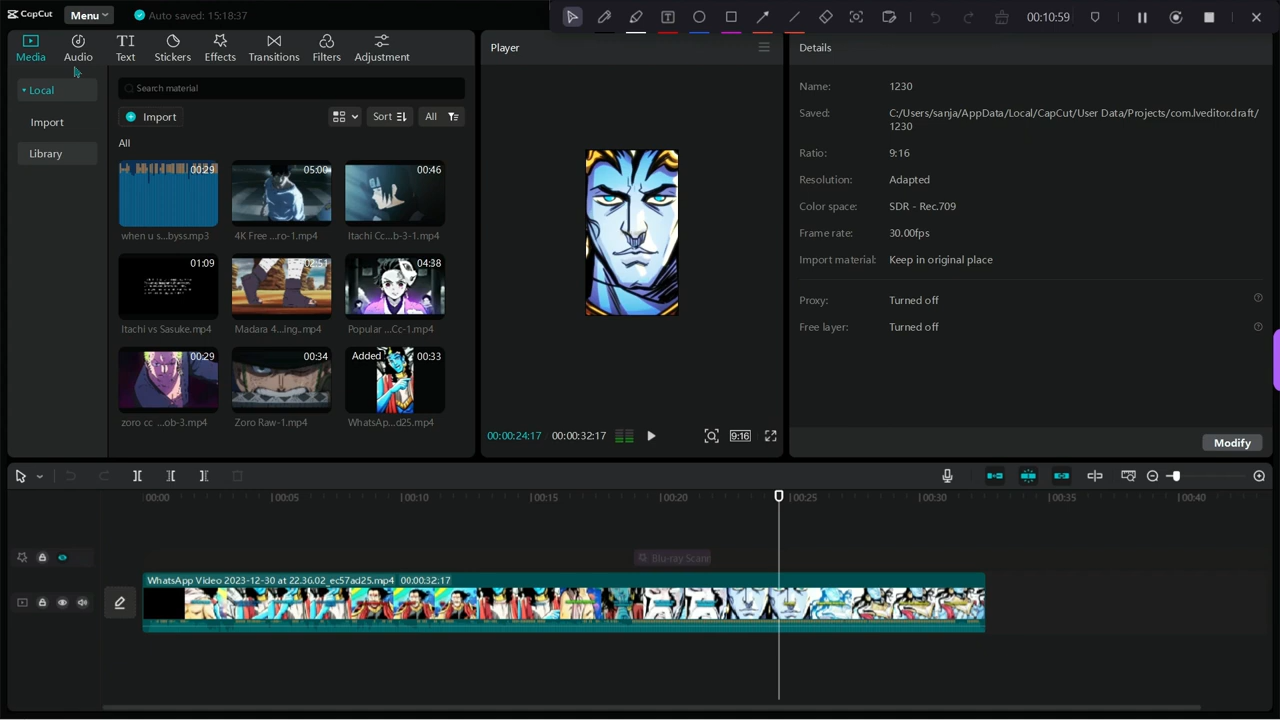 CapCut
Menu
Auto saved: 15:18:37
00:10:59
Media
Audio
Text
Stickers
Effects
Transitions
Filters
Adjustment
Player
Details
Local
Import
Library
Search material
Import
Sort
All
All
00:29
when u s...byss.mp3
05:00
4K Free ...ro-1.mp4
00:46
Itachi Cc...b-3-1.mp4
01:09
Itachi vs Sasuke.mp4
02:51
Madara 4...ing..mp4
04:38
Popular ...Cc-1.mp4
00:29
zoro cc ...ob-3.mp4
00:34
Zoro Raw-1.mp4
Added
00:33
WhatsAp...d25.mp4
00:00:24:17
00:00:32:17
9:16
Name: 1230
Saved: C:/Users/sanja/AppData/Local/CapCut/User Data/Projects/com.lveditor.draft/
1230
Ratio: 9:16
Resolution: Adapted
Color space: SDR - Rec.709
Frame rate: 30.00fps
Import material: Keep in original place
Proxy: Turned off
Free layer: Turned off
Modify
00:00
00:05
00:10
00:15
00:20
00:25
00:30
00:35
00:40
Blu-ray Scann
WhatsApp Video 2023-12-30 at 22.36.02_ec57ad25.mp4 00:00:32:17